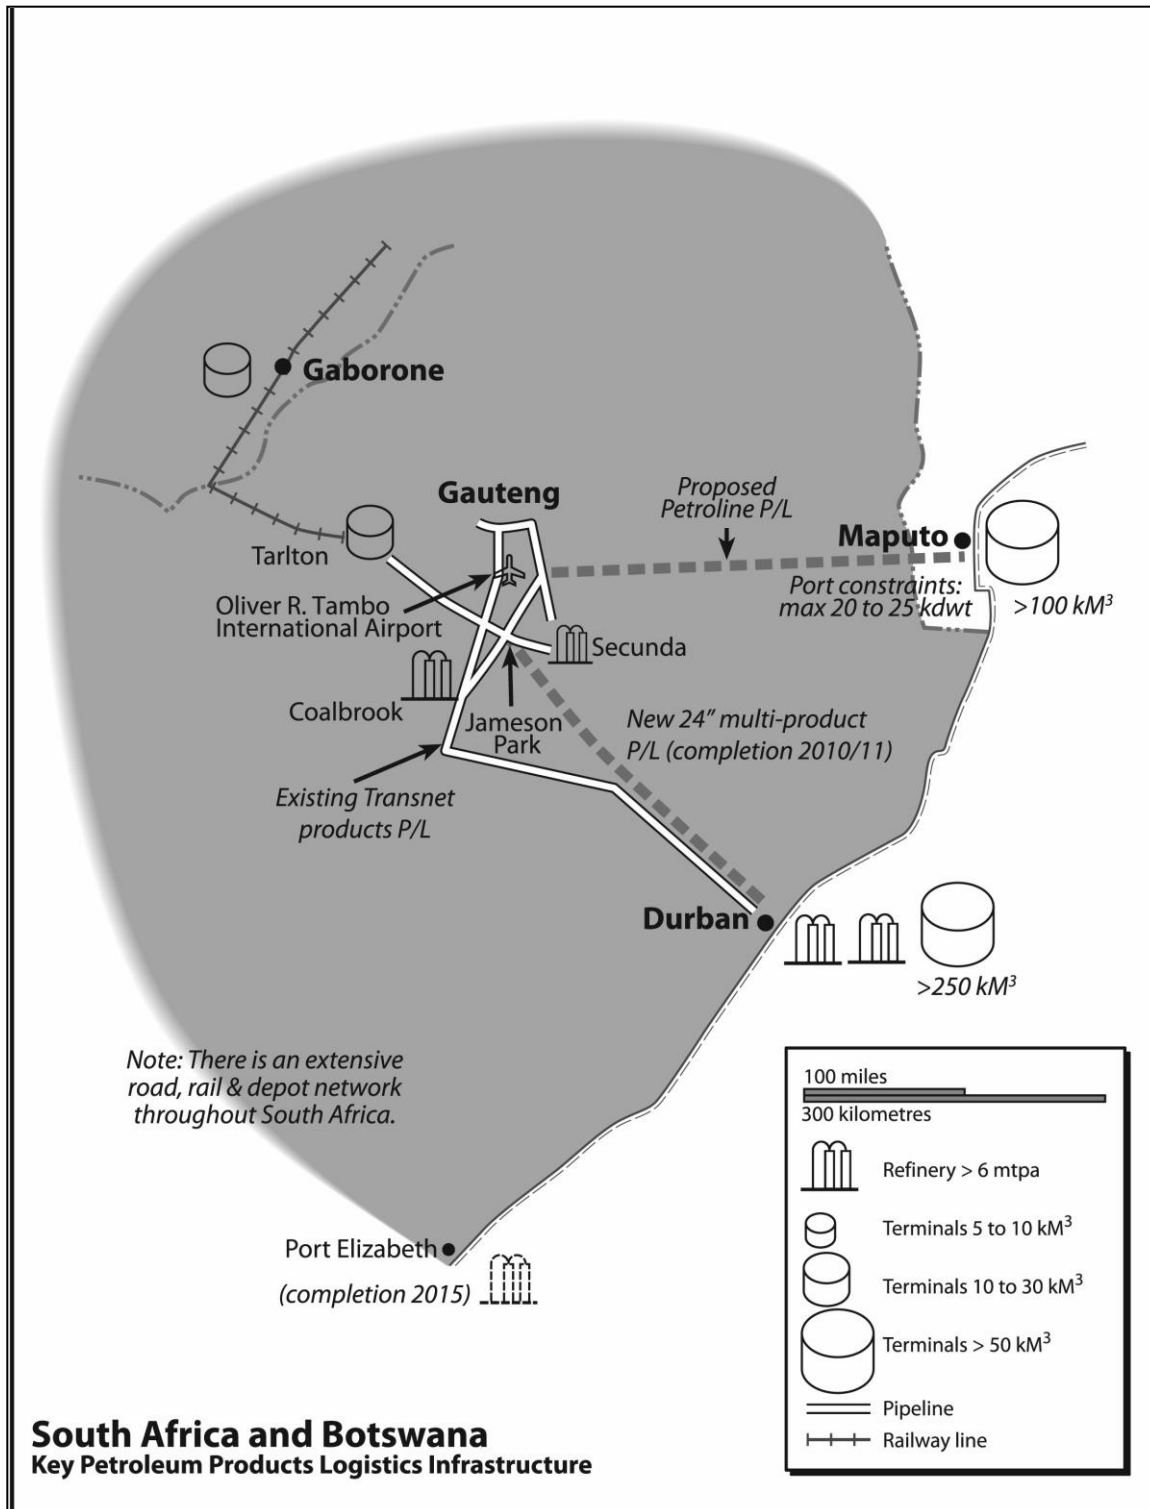 Gaborone
Gauteng
Proposed
Petroline P/L
Maputo
Tarlton
Port constraints:
max 20 to 25 kdwt
>100 kM³
Oliver R. Tambo
International Airport
Secunda
Coalbrook
Jameson
Park
New 24” multi-product
P/L (completion 2010/11)
Existing Transnet
products P/L
Durban
>250 kM³
Note: There is an extensive
road, rail & depot network
throughout South Africa.
Port Elizabeth
(completion 2015)
100 miles
300 kilometres
Refinery > 6 mtpa
Terminals 5 to 10 kM³
Terminals 10 to 30 kM³
Terminals > 50 kM³
Pipeline
Railway line
South Africa and Botswana
Key Petroleum Products Logistics Infrastructure